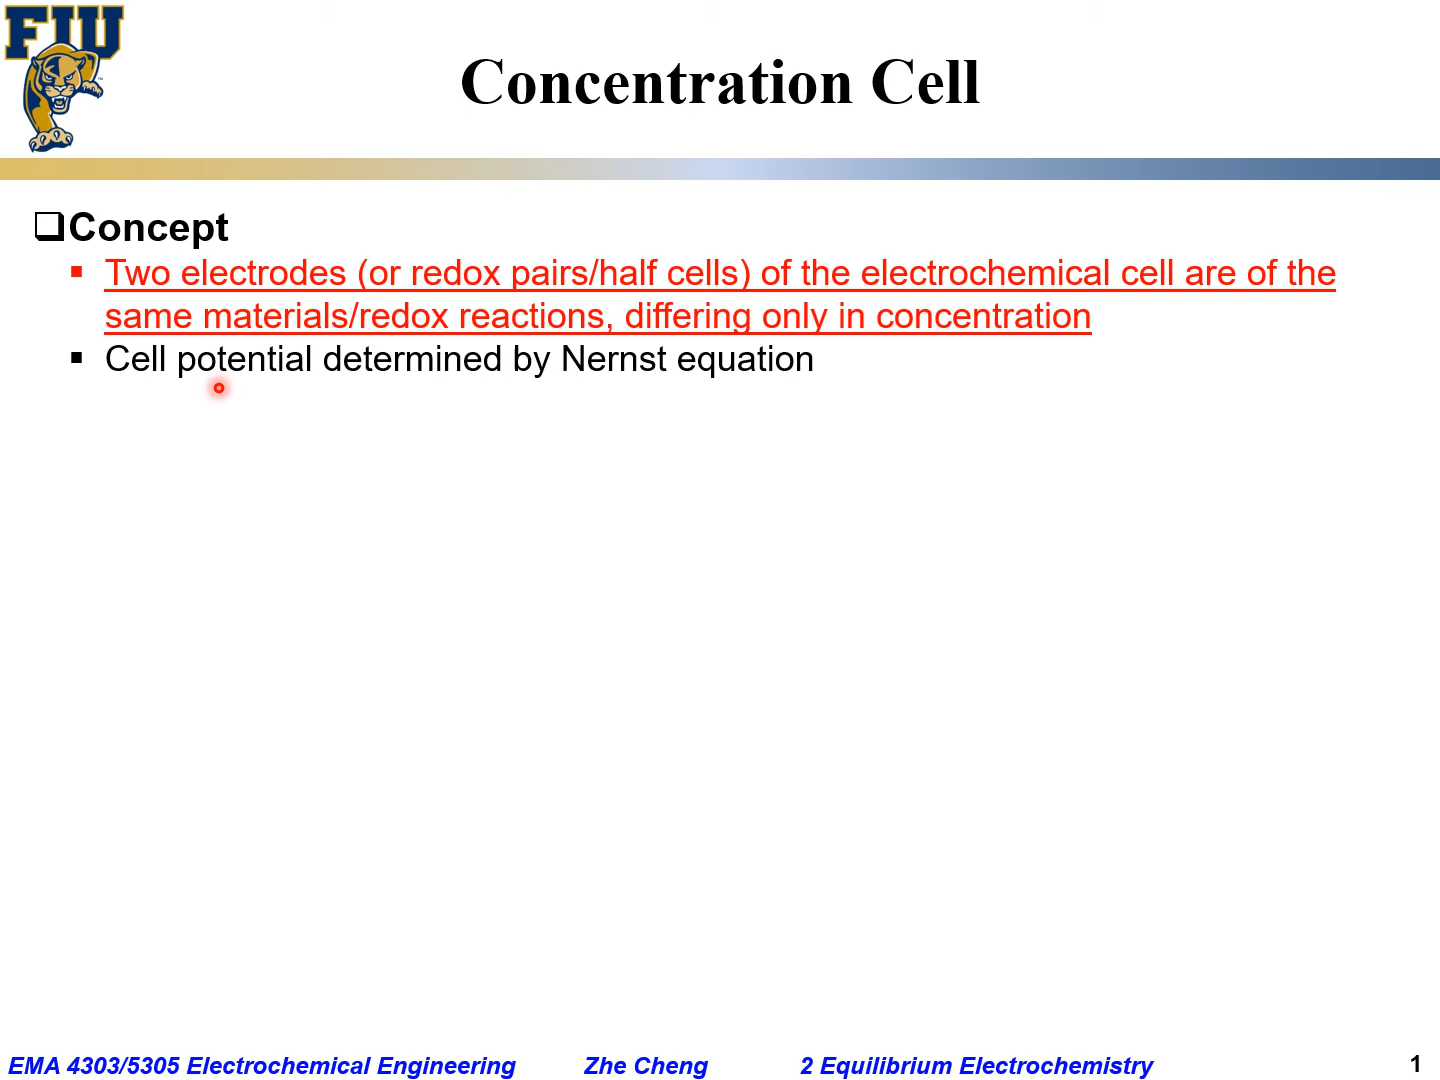 FIU
Concentration Cell
Concept
Two electrodes (or redox pairs/half cells) of the electrochemical cell are of the
same materials/redox reactions, differing only in concentration
Cell potential determined by Nernst equation
EMA 4303/5305 Electrochemical Engineering Zhe Cheng 2 Equilibrium Electrochemistry 1